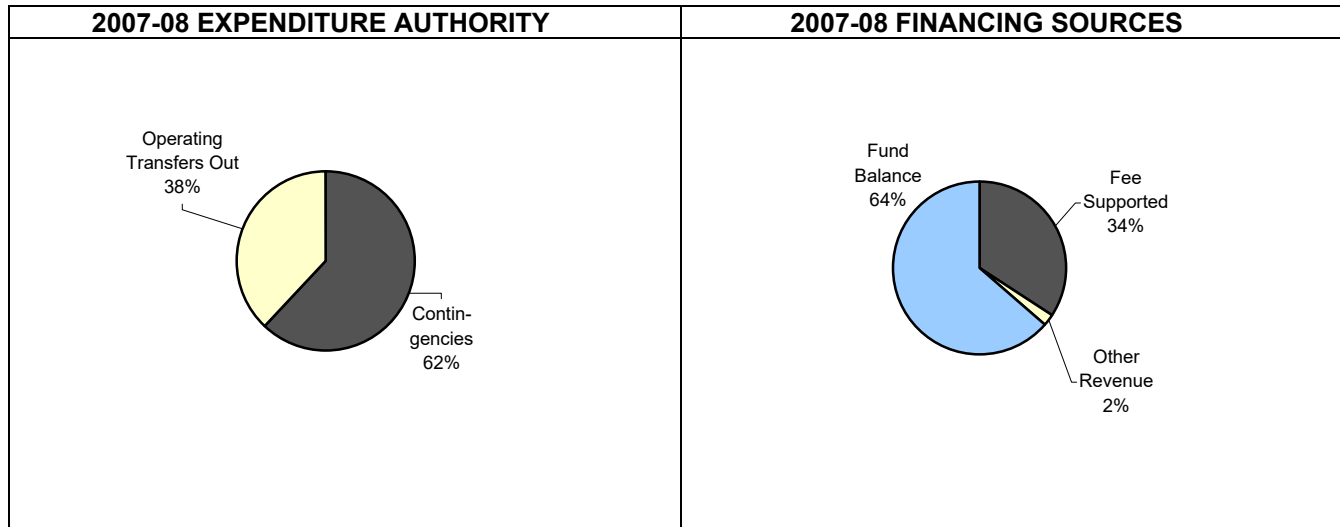 2007-08 EXPENDITURE AUTHORITY
Operating
Transfers Out
38%
Contin-
gencies
62%
2007-08 FINANCING SOURCES
Fund
Balance
64%
Fee
Supported
34%
Other
Revenue
2%